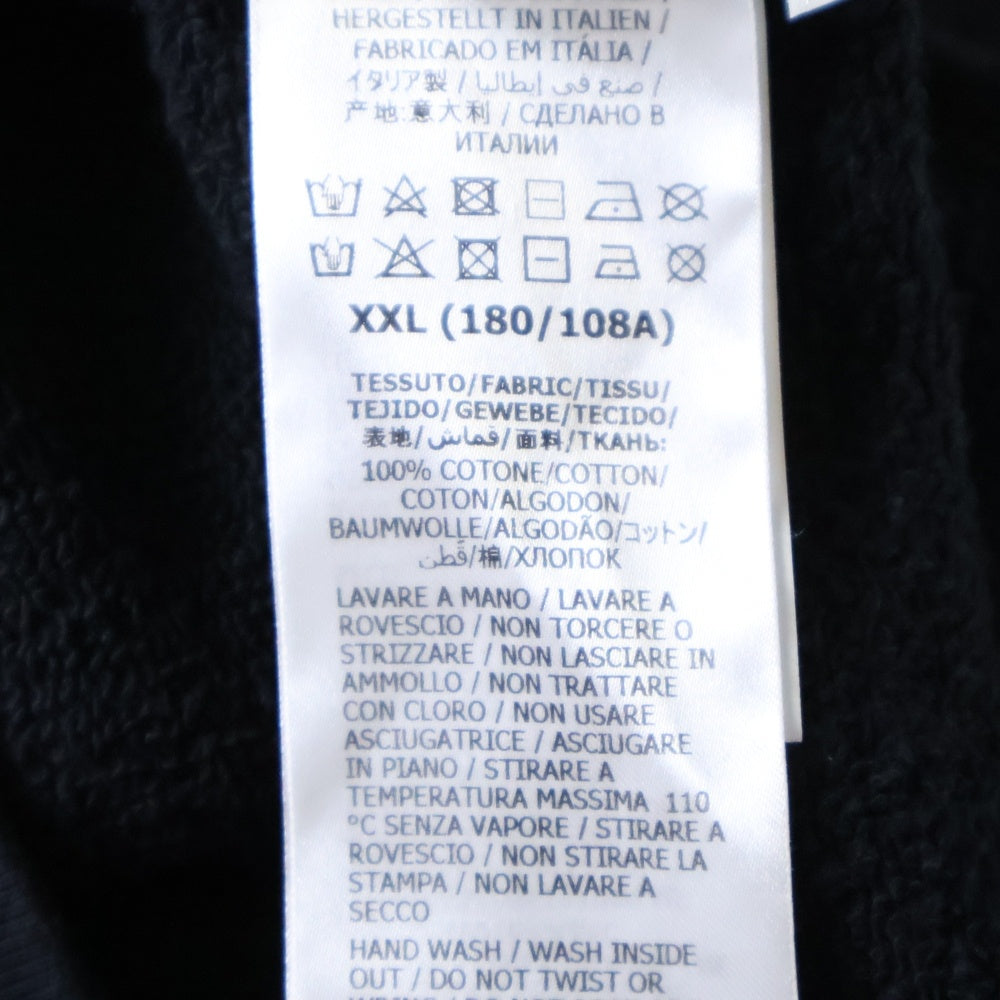 HERGESTELLT IN ITALIEN /
FABRICADO EM ITÁLIA /
イタリア製 / صنع في إيطاليا /
产地:意大利 / СДЕЛАНО В
ИТАЛИИ
XXL (180/108A)
TESSUTO/FABRIC/TISSU/
TEJIDO/GEWEBE/TECIDO/
表地/قماش/面料/ТКАНЬ:
100% COTONE/COTTON/
COTON/ALGODON/
BAUMWOLLE/ALGODÃO/コットン/
قطن/棉/ХЛОПОК
LAVARE A MANO / LAVARE A
ROVESCIO / NON TORCERE O
STRIZZARE / NON LASCIARE IN
AMMOLLO / NON TRATTARE
CON CLORO / NON USARE
ASCIUGATRICE / ASCIUGARE
IN PIANO / STIRARE A
TEMPERATURA MASSIMA 110
°C SENZA VAPORE / STIRARE A
ROVESCIO / NON STIRARE LA
STAMPA / NON LAVARE A
SECCO
HAND WASH / WASH INSIDE
OUT / DO NOT TWIST OR